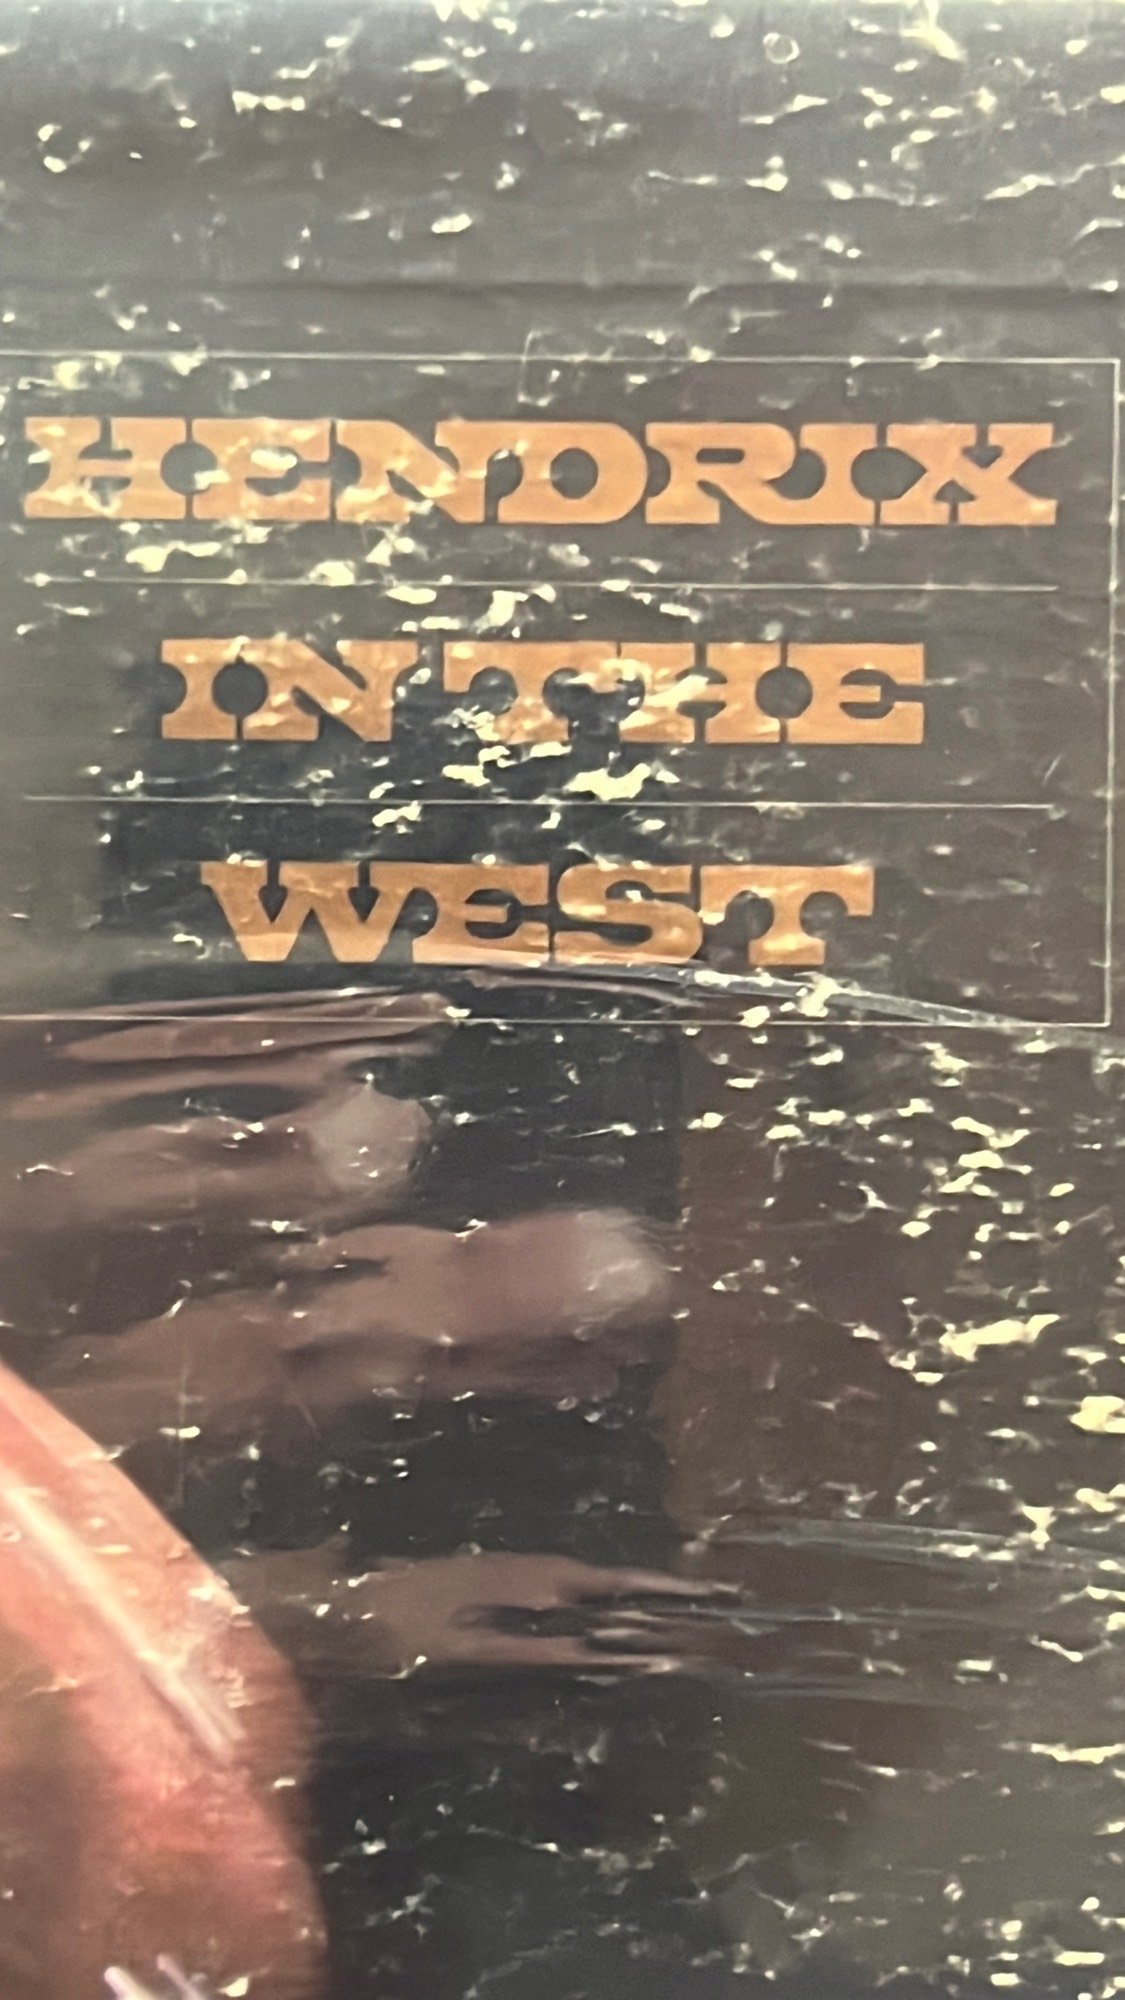 HENDRIX
IN THE
WEST